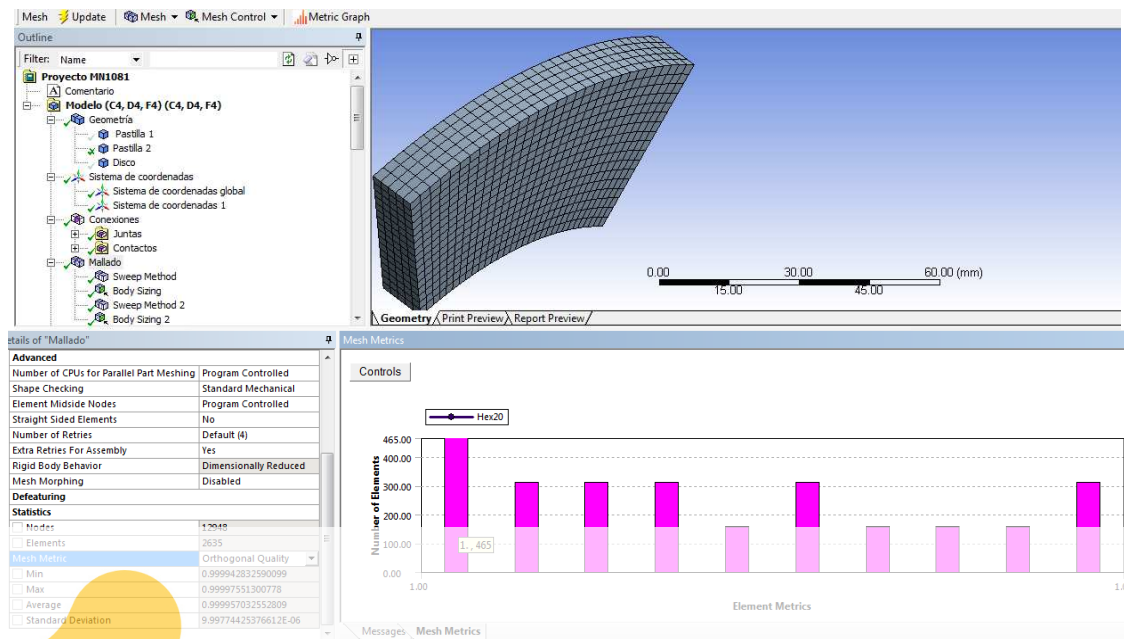 Mesh Update Mesh Mesh Control Metric Graph
Outline
Filter: Name
Proyecto MN1081
Comentario
Modelo (C4, D4, F4) (C4, D4, F4)
Geometría
Pastilla 1
Pastilla 2
Disco
Sistema de coordenadas
Sistema de coordenadas global
Sistema de coordenadas 1
Conexiones
Juntas
Contactos
Mallado
Sweep Method
Body Sizing
Sweep Method 2
Body Sizing 2
0.00 30.00 60.00 (mm)
15.00 45.00
Geometry Print Preview Report Preview
etails of "Mallado"
Advanced
Number of CPUs for Parallel Part Meshing Program Controlled
Shape Checking Standard Mechanical
Element Midside Nodes Program Controlled
Straight Sided Elements No
Number of Retries Default (4)
Extra Retries For Assembly Yes
Rigid Body Behavior Dimensionally Reduced
Mesh Morphing Disabled
Defeaturing
Statistics
Nodes 12948
Elements 2635
Mesh Metric Orthogonal Quality
Min 0.999942832590099
Max 0.99997551300778
Average 0.999957032552809
Standard Deviation 9.99774425376612E-06
Mesh Metrics
Controls
Hex20
Number of Elements
465.00
400.00
300.00
200.00
100.00
0.00
1., 465
1.00 1.
Element Metrics
Messages Mesh Metrics